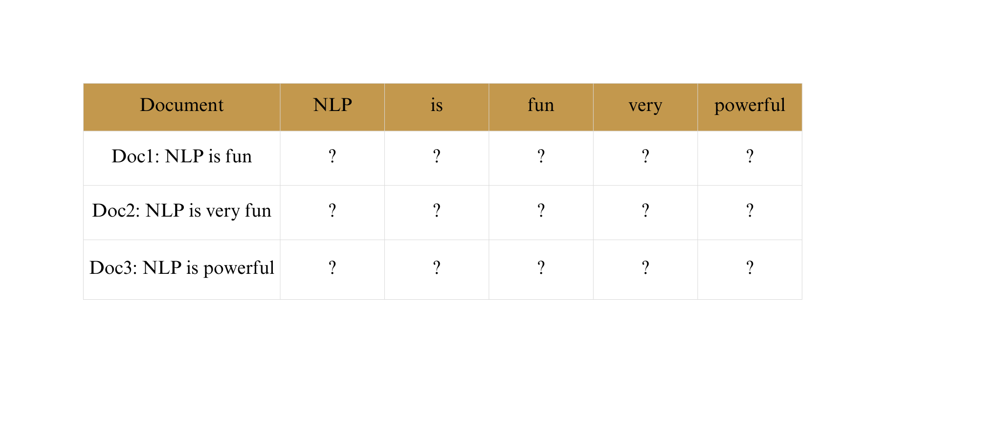 Document NLP is fun very powerful
Doc1: NLP is fun ? ? ? ? ?
Doc2: NLP is very fun ? ? ? ? ?
Doc3: NLP is powerful ? ? ? ? ?